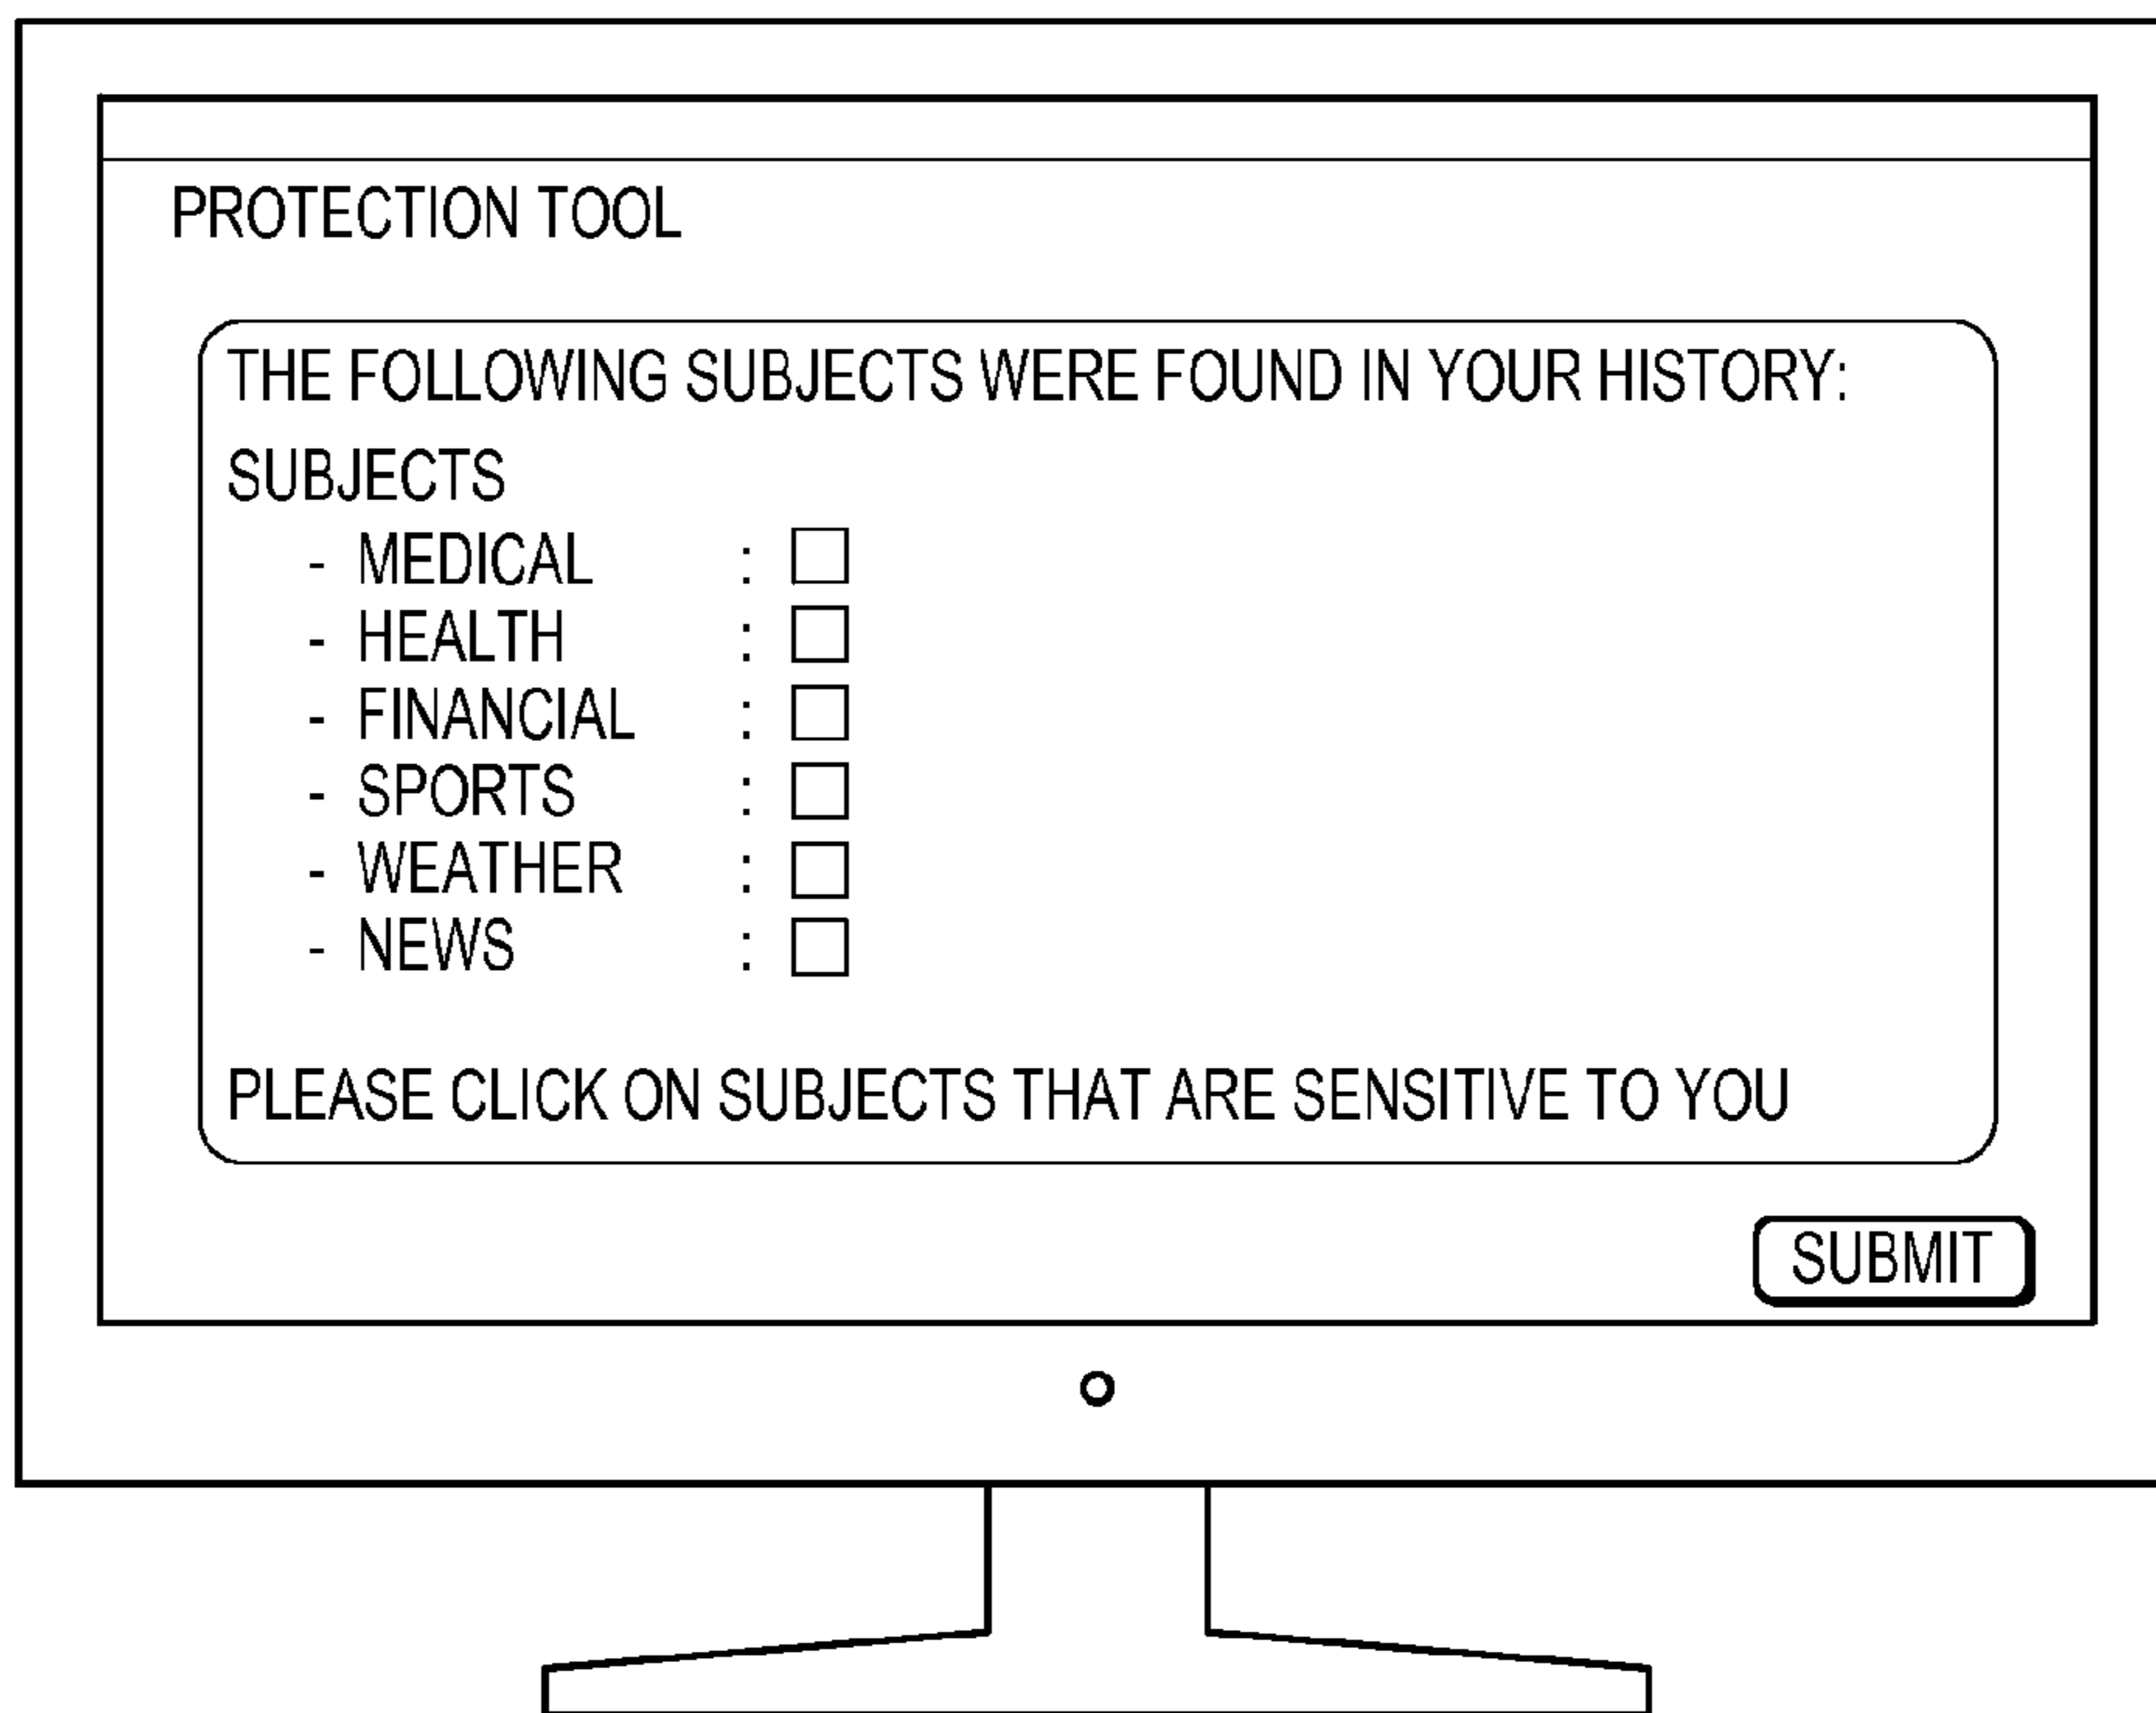 PROTECTION TOOL
THE FOLLOWING SUBJECTS WERE FOUND IN YOUR HISTORY:
SUBJECTS
- MEDICAL :
- HEALTH :
- FINANCIAL :
- SPORTS :
- WEATHER :
- NEWS :
PLEASE CLICK ON SUBJECTS THAT ARE SENSITIVE TO YOU
SUBMIT